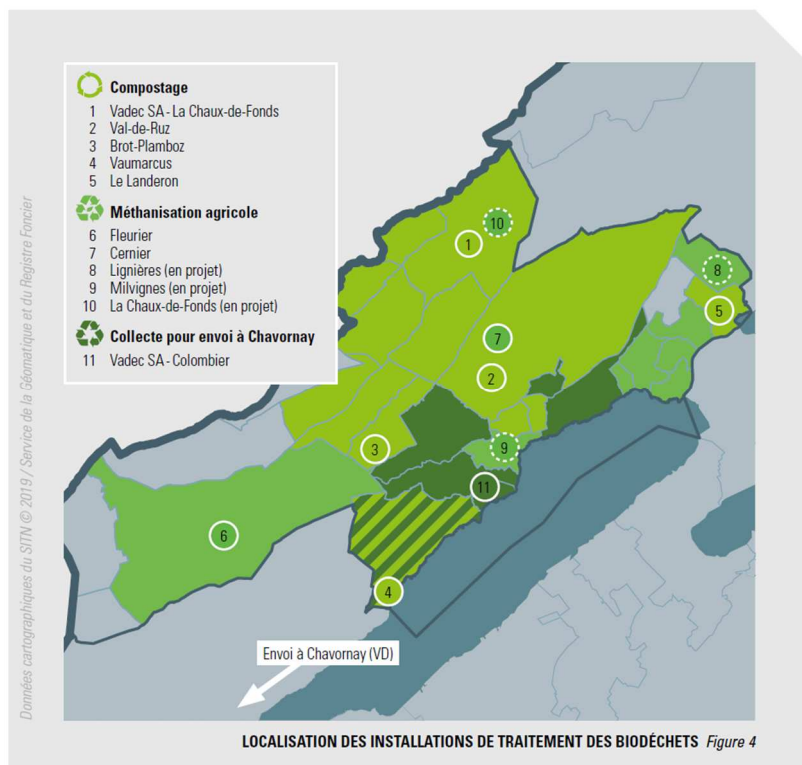 Compostage
1 Vadec SA - La Chaux-de-Fonds
2 Val-de-Ruz
3 Brot-Plamboz
4 Vaumarcus
5 Le Landeron
Méthanisation agricole
6 Fleurier
7 Cernier
8 Lignières (en projet)
9 Milvignes (en projet)
10 La Chaux-de-Fonds (en projet)
Collecte pour envoi à Chavornay
11 Vadec SA - Colombier
10
1
8
5
7
2
3
9
11
6
4
Envoi à Chavornay (VD)
Données cartographiques du SITN © 2019 / Service de la Géomatique et du Registre Foncier
LOCALISATION DES INSTALLATIONS DE TRAITEMENT DES BIODÉCHETS Figure 4